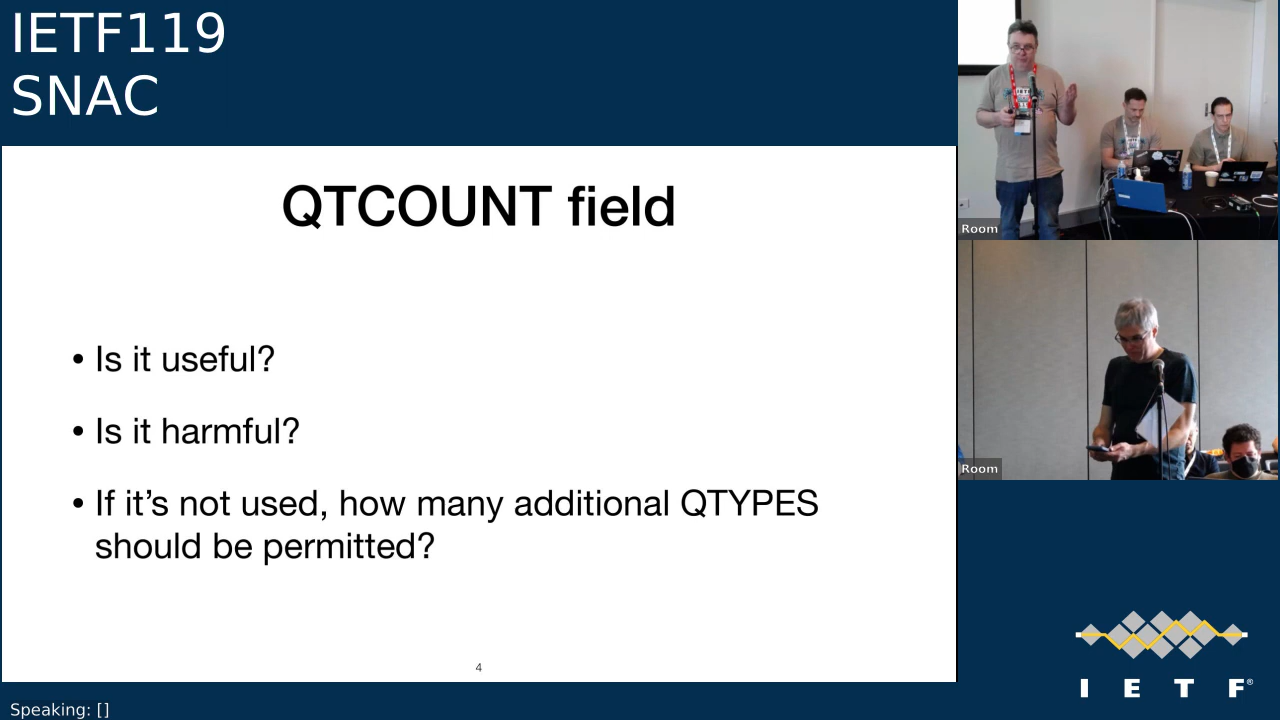 IETF119
SNAC
QTCOUNT field
• Is it useful?
• Is it harmful?
• If it’s not used, how many additional QTYPES
should be permitted?
4
Speaking: []
Room
Room
I E T F®